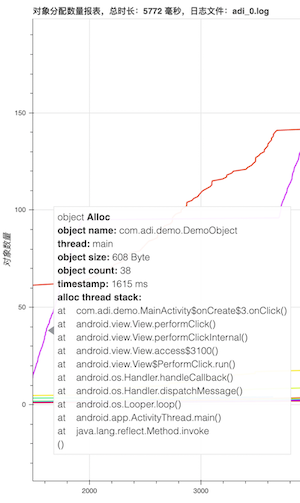 对象分配数量报表，总时长：5772 毫秒，日志文件：adi_0.log
150
100
50
0
对象数量
object Alloc
object name: com.adi.demo.DemoObject
thread: main
object size: 608 Byte
object count: 38
timestamp: 1615 ms
alloc thread stack:
at com.adi.demo.MainActivity$onCreate$3.onClick()
at android.view.View.performClick()
at android.view.View.performClickInternal()
at android.view.View.access$3100()
at android.view.View$PerformClick.run()
at android.os.Handler.handleCallback()
at android.os.Handler.dispatchMessage()
at android.os.Looper.loop()
at android.app.ActivityThread.main()
at java.lang.reflect.Method.invoke
()
2000
3000